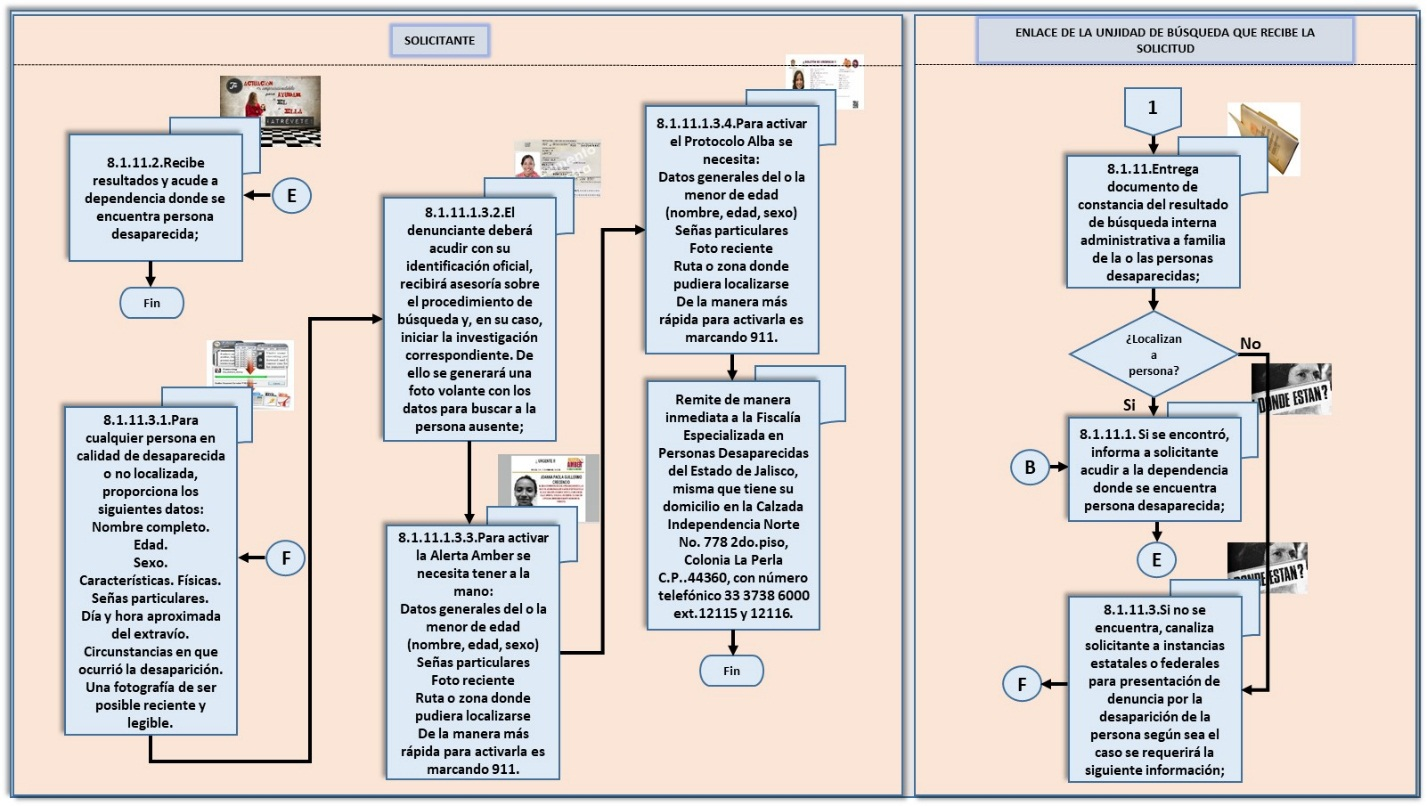 SOLICITANTE
8.1.11.2.Recibe
resultados y acude a
dependencia donde se
encuentra persona
desaparecida;
E
Fin
8.1.11.3.1.Para
cualquier persona en
calidad de desaparecida
o no localizada,
proporciona los
siguientes datos:
Nombre completo.
Edad.
Sexo.
Características. Físicas.
Señas particulares.
Día y hora aproximada
del extravío.
Circunstancias en que
ocurrió la desaparición.
Una fotografía de ser
posible reciente y
legible.
F
8.1.11.1.3.2.El
denunciante deberá
acudir con su
identificación oficial,
recibirá asesoría sobre
el procedimiento de
búsqueda y, en su caso,
iniciar la investigación
correspondiente. De
ello se generará una
foto volante con los
datos para buscar a la
persona ausente;
8.1.11.1.3.3.Para activar
la Alerta Amber se
necesita tener a la
mano:
Datos generales del o la
menor de edad
(nombre, edad, sexo)
Señas particulares
Foto reciente
Ruta o zona donde
pudiera localizarse
De la manera más
rápida para activarla es
marcando 911.
8.1.11.1.3.4.Para activar
el Protocolo Alba se
necesita:
Datos generales del o la
menor de edad
(nombre, edad, sexo)
Señas particulares
Foto reciente
Ruta o zona donde
pudiera localizarse
De la manera más
rápida para activarla es
marcando 911.
Remite de manera
inmediata a la Fiscalía
Especializada en
Personas Desaparecidas
del Estado de Jalisco,
misma que tiene su
domicilio en la Calzada
Independencia Norte
No. 778 2do.piso,
Colonia La Perla
C.P..44360, con número
telefónico 33 3738 6000
ext.12115 y 12116.
Fin
ENLACE DE LA UNJIDAD DE BÚSQUEDA QUE RECIBE LA
SOLICITUD
1
8.1.11.Entrega
documento de
constancia del resultado
de búsqueda interna
administrativa a familia
de la o las personas
desaparecidas;
¿Localizan
a
persona?
No
Si
DONDE ESTAN?
8.1.11.1. Si se encontró,
informa a solicitante
acudir a la dependencia
donde se encuentra
persona desaparecida;
B
E
DONDE ESTAN?
8.1.11.3.Si no se
encuentra, canaliza
solicitante a instancias
estatales o federales
para presentación de
denuncia por la
desaparición de la
persona según sea el
caso se requerirá la
siguiente información;
F